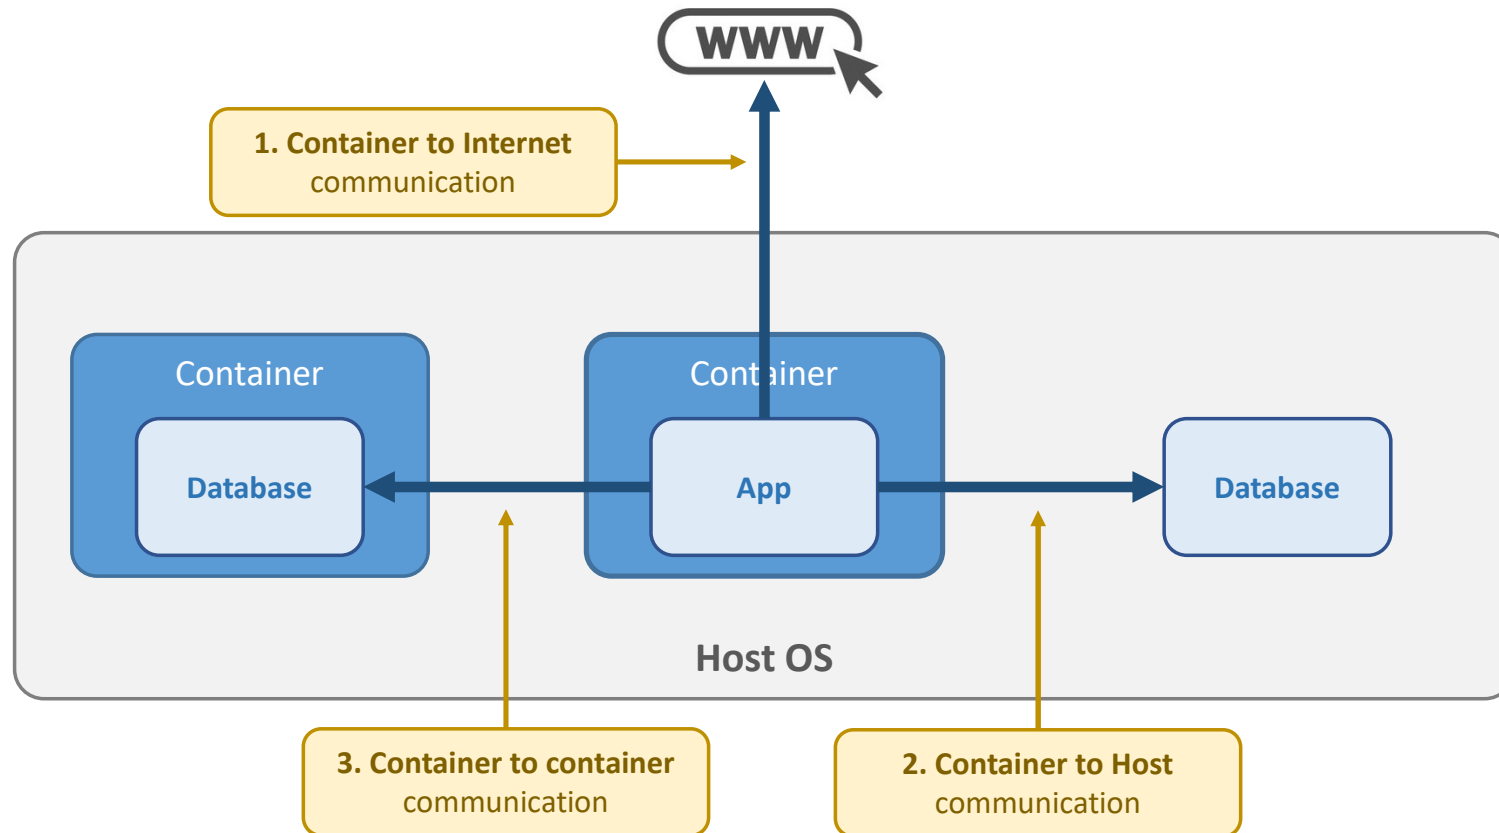 WWW
1. Container to Internet
communication
Container
Container
Database
App
Database
Host OS
3. Container to container
communication
2. Container to Host
communication